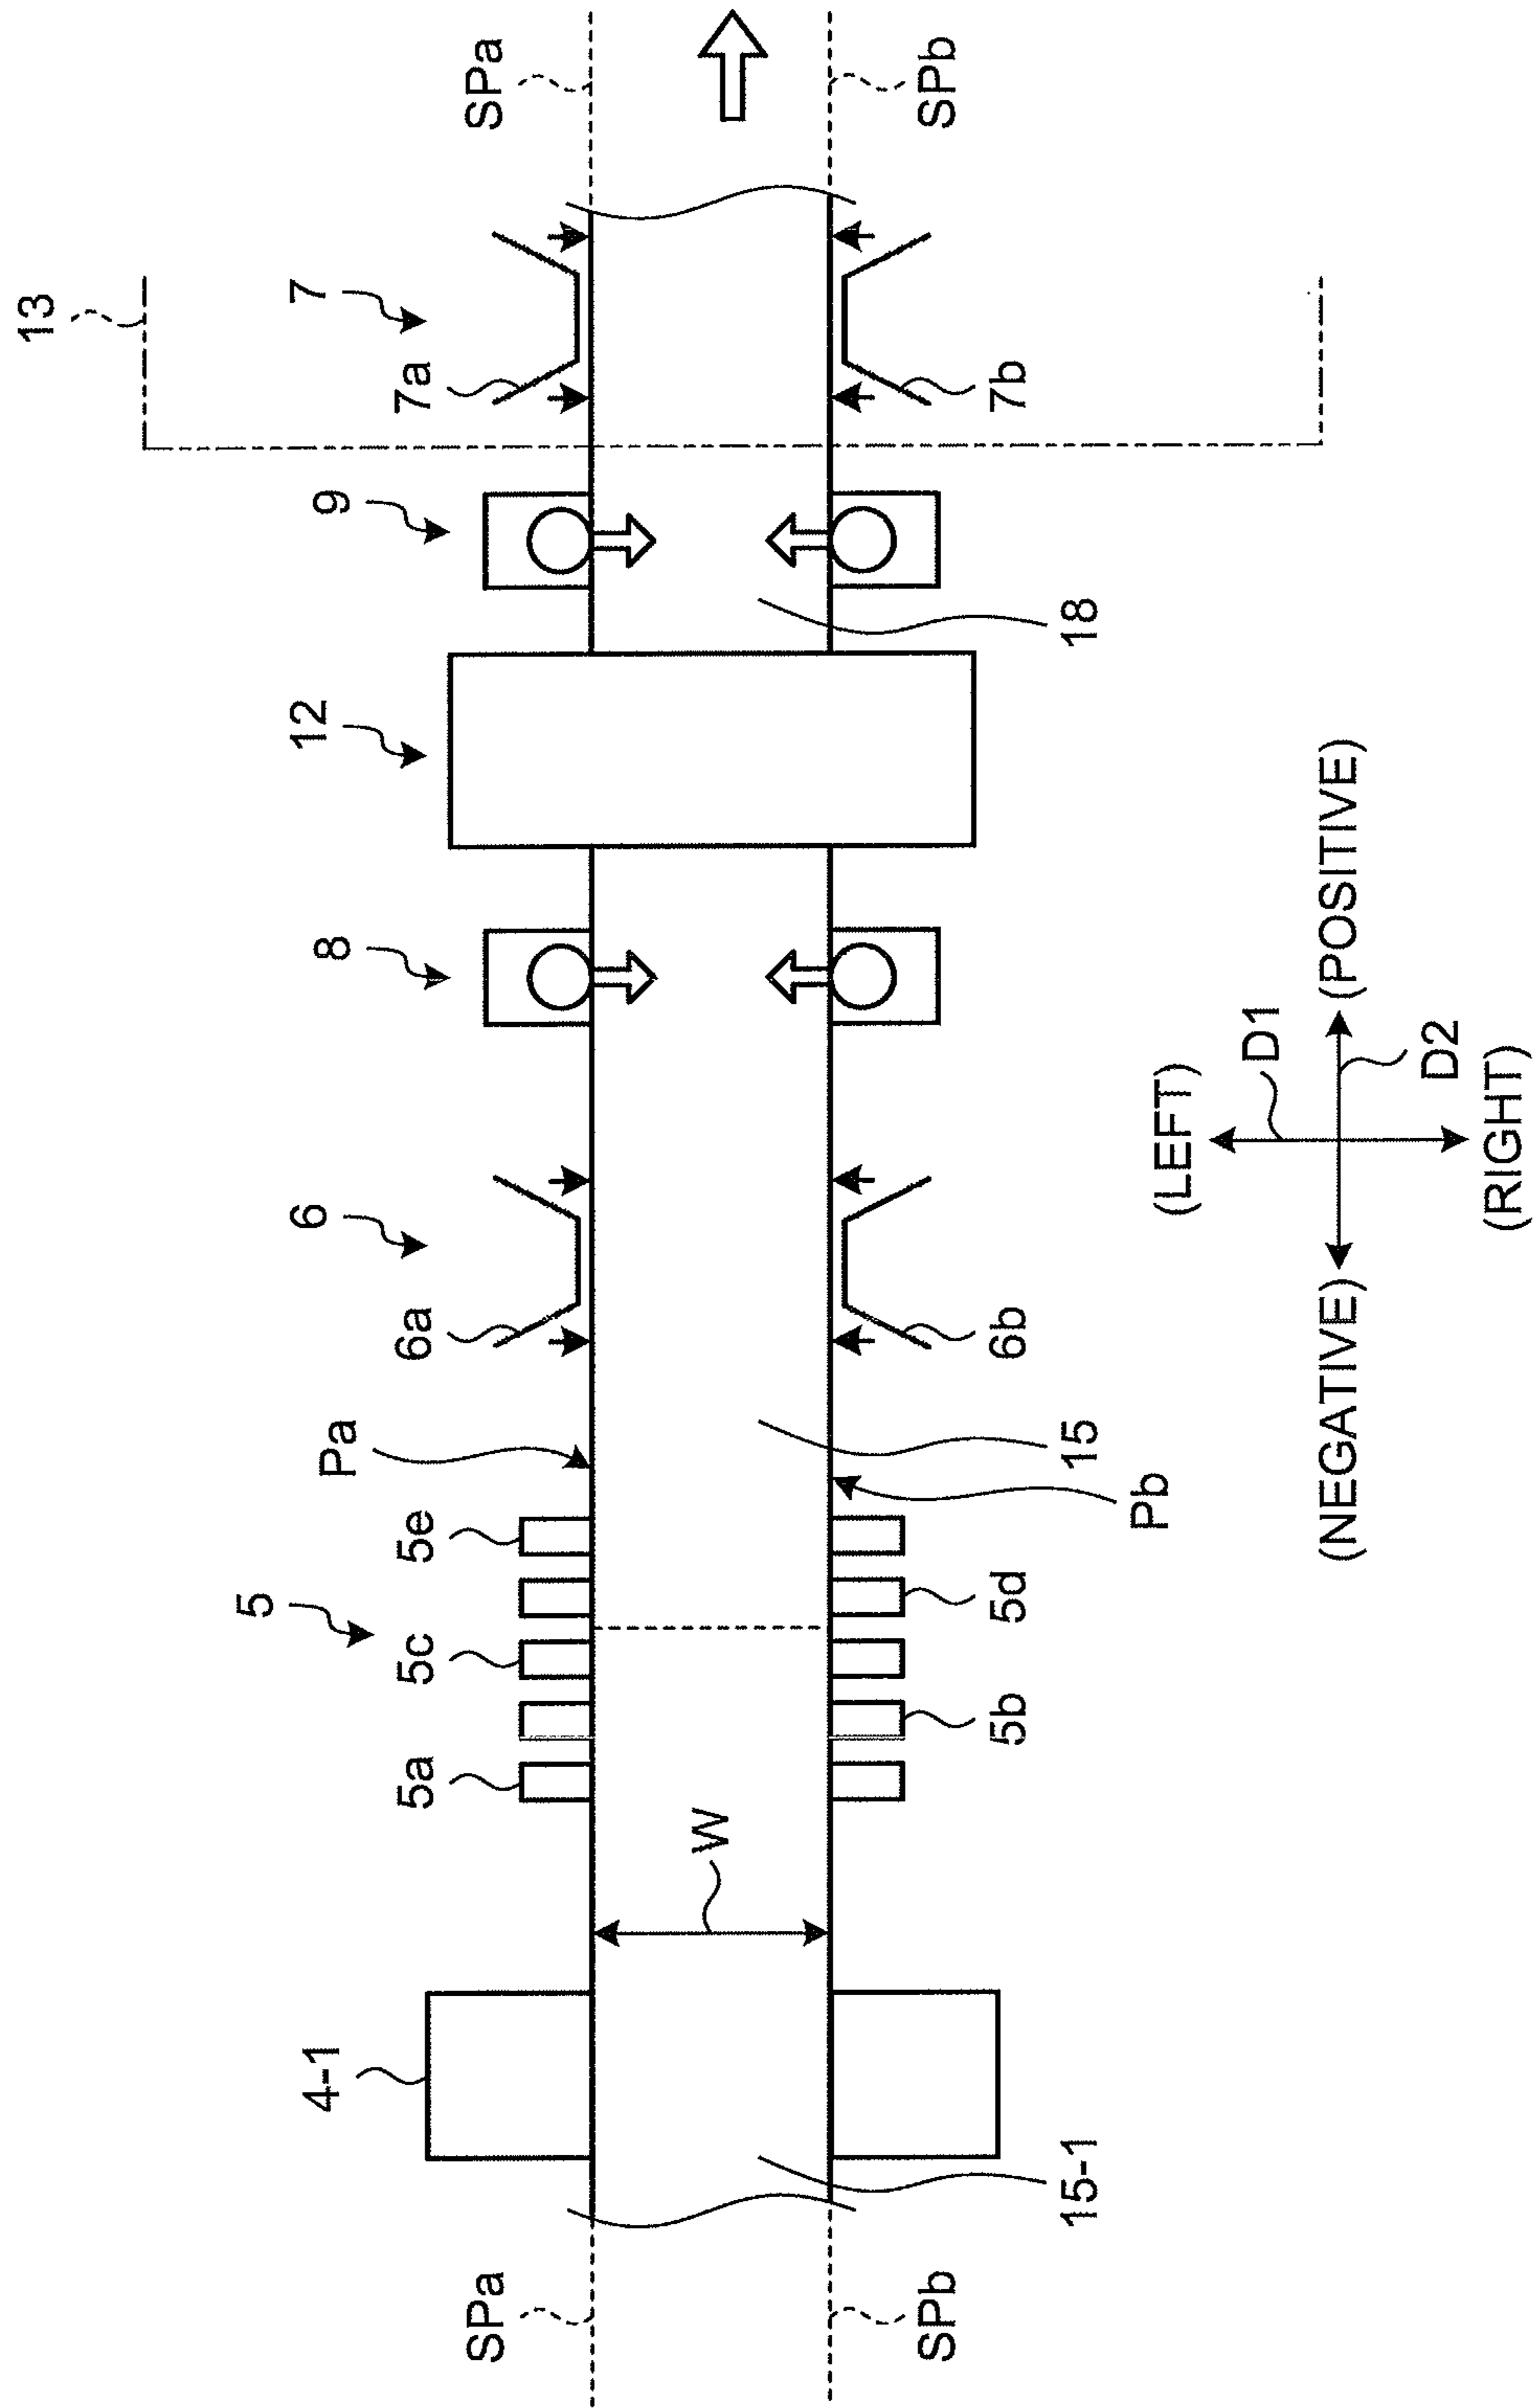 13
SPa
SPb
7
7a
7b
9
18
12
8
6
6a
6b
Pa
15
Pb
5
5e
5d
5c
5b
5a
W
4-1
15-1
SPa
SPb
(LEFT)
D1
(POSITIVE)
(NEGATIVE)
D2
(RIGHT)